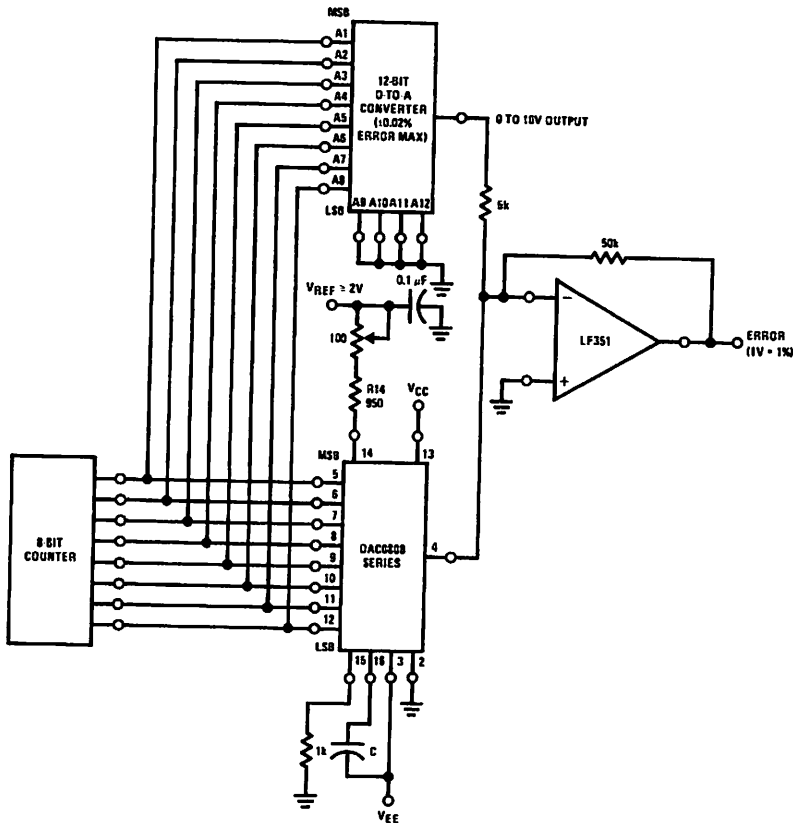 MSB
A1
A2
A3
A4
A5
A6
A7
A8
12-BIT
D-TO-A
CONVERTER
(±0.02%
ERROR MAX)
0 TO 10V OUTPUT
LSB
A9 A10 A11 A12
5k
50k
0.1 µF
VREF = 2V
100
R14
950
LF351
−
+
ERROR
(1V = 1%)
VCC
MSB
14
13
8-BIT
COUNTER
5
6
7
8
9
10
11
12
DAC0808
SERIES
4
LSB
15
16
3
2
1k
C
VEE